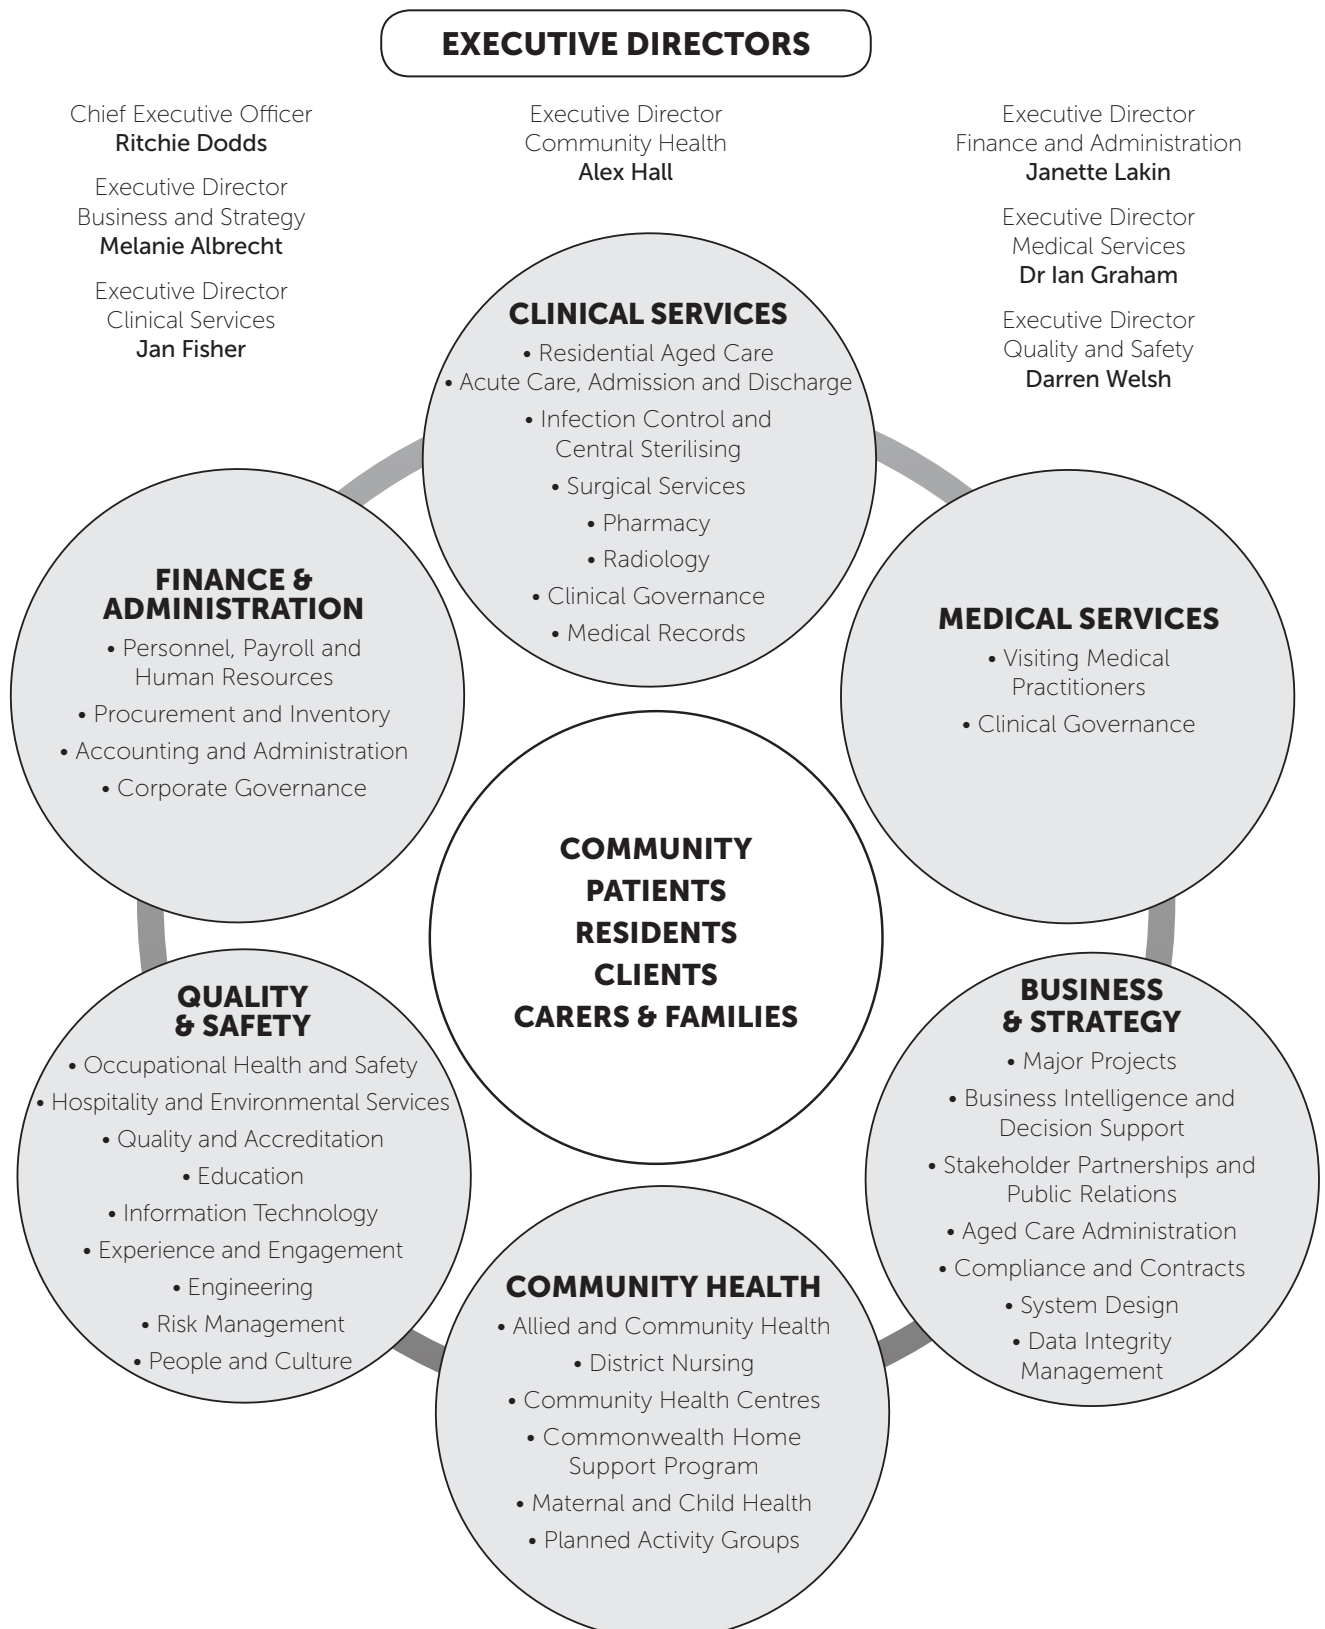 EXECUTIVE DIRECTORS
Chief Executive Officer
Ritchie Dodds
Executive Director
Business and Strategy
Melanie Albrecht
Executive Director
Clinical Services
Jan Fisher
Executive Director
Community Health
Alex Hall
Executive Director
Finance and Administration
Janette Lakin
Executive Director
Medical Services
Dr Ian Graham
Executive Director
Quality and Safety
Darren Welsh
CLINICAL SERVICES
• Residential Aged Care
• Acute Care, Admission and Discharge
• Infection Control and
Central Sterilising
• Surgical Services
• Pharmacy
• Radiology
• Clinical Governance
• Medical Records
FINANCE &
ADMINISTRATION
• Personnel, Payroll and
Human Resources
• Procurement and Inventory
• Accounting and Administration
• Corporate Governance
MEDICAL SERVICES
• Visiting Medical
Practitioners
• Clinical Governance
COMMUNITY
PATIENTS
RESIDENTS
CLIENTS
CARERS & FAMILIES
QUALITY
& SAFETY
• Occupational Health and Safety
• Hospitality and Environmental Services
• Quality and Accreditation
• Education
• Information Technology
• Experience and Engagement
• Engineering
• Risk Management
• People and Culture
BUSINESS
& STRATEGY
• Major Projects
• Business Intelligence and
Decision Support
• Stakeholder Partnerships and
Public Relations
• Aged Care Administration
• Compliance and Contracts
• System Design
• Data Integrity
Management
COMMUNITY HEALTH
• Allied and Community Health
• District Nursing
• Community Health Centres
• Commonwealth Home
Support Program
• Maternal and Child Health
• Planned Activity Groups